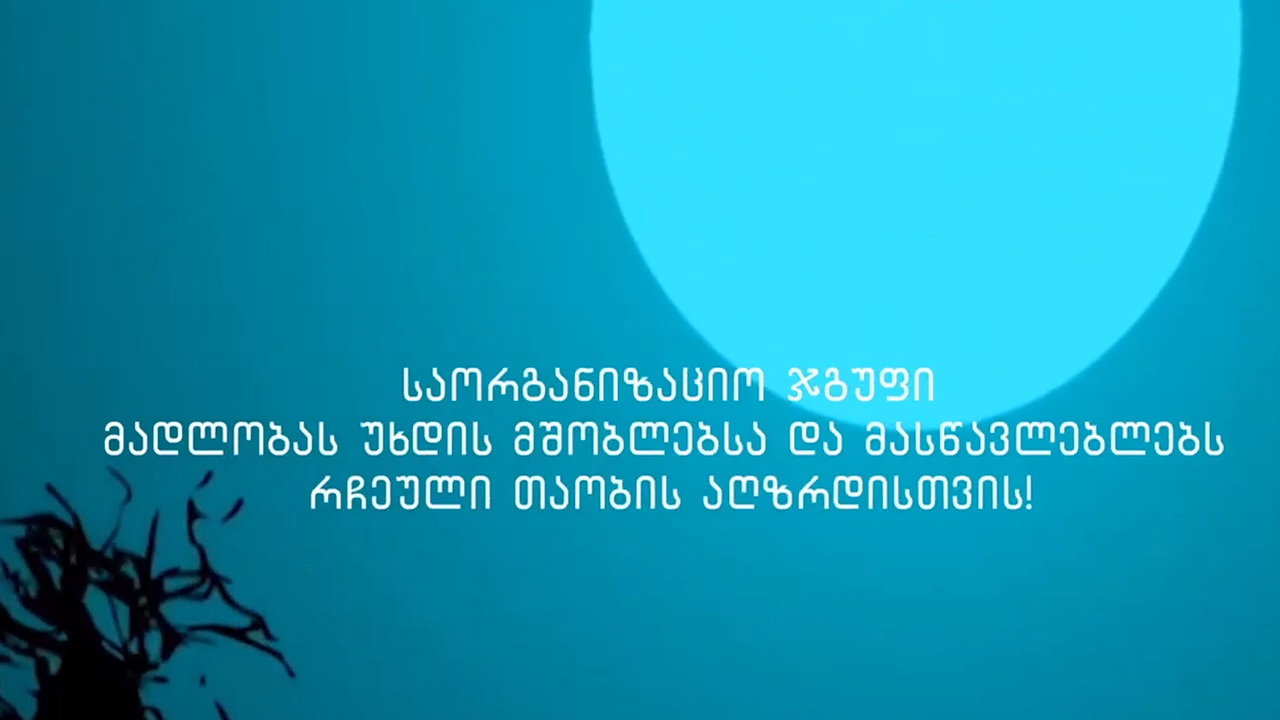 საორგანიზაციო ჯგუფი
მადლობას უხდის მშობლებსა და მასწავლებლებს
რჩეული თაობის აღზრდისთვის!